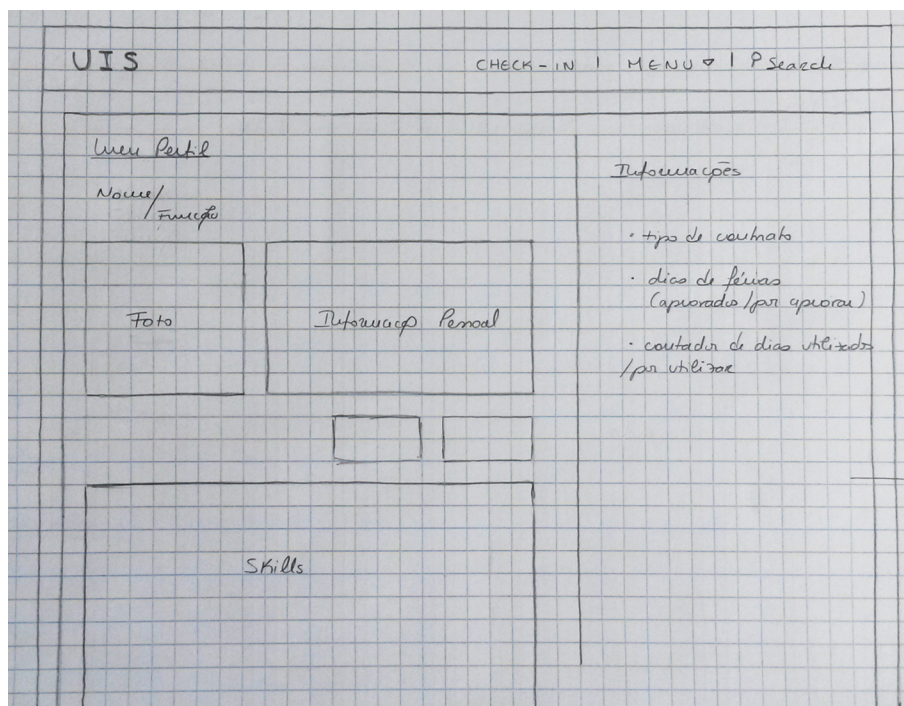 UIS
CHECK-IN | MENU ▿ | Search
Meu Perfil
Nome/
Função
Foto
Informação Pessoal
Skills
Informações
· tipo de contrato
· dias de férias
(aprovados/por aprovar)
· contador de dias utilizados
/por utilizar